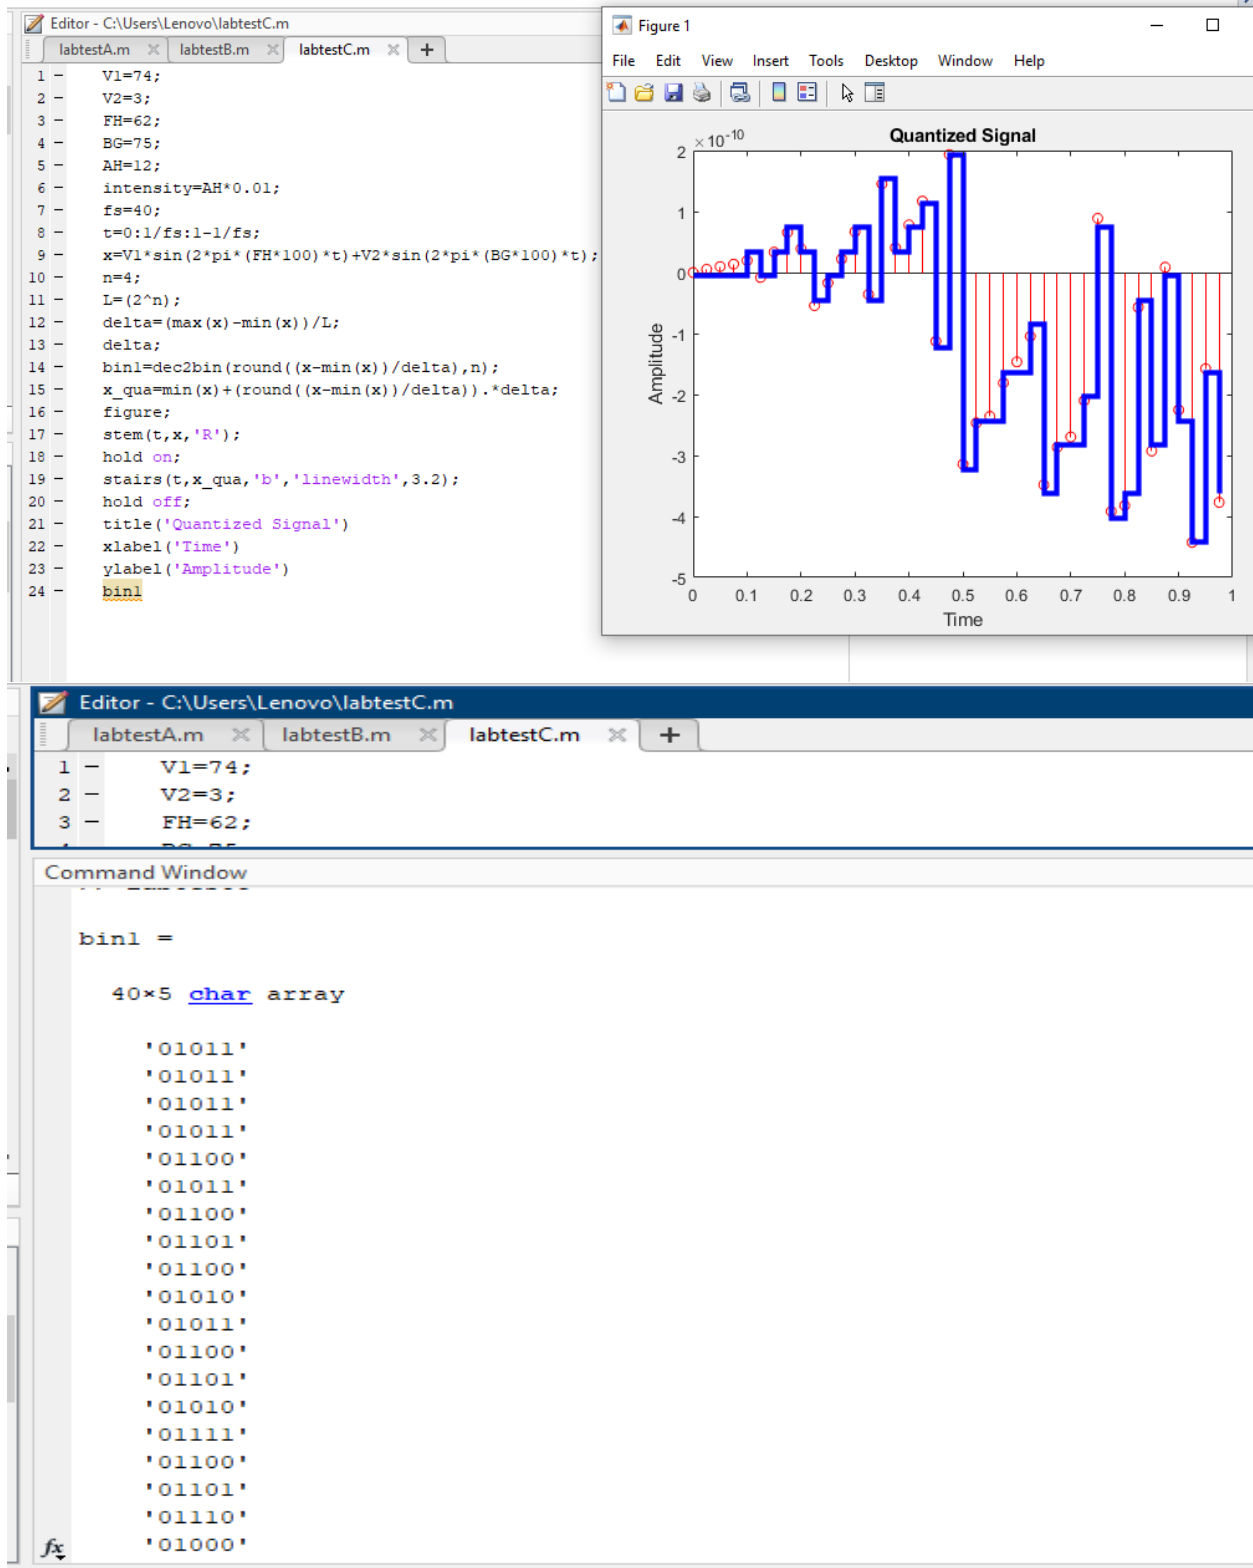 Editor - C:\Users\Lenovo\labtestC.m
labtestA.m × labtestB.m × labtestC.m × +
1 - V1=74;
2 - V2=3;
3 - FH=62;
4 - BG=75;
5 - AH=12;
6 - intensity=AH*0.01;
7 - fs=40;
8 - t=0:1/fs:1-1/fs;
9 - x=V1*sin(2*pi*(FH*100)*t)+V2*sin(2*pi*(BG*100)*t);
10 - n=4;
11 - L=(2^n);
12 - delta=(max(x)-min(x))/L;
13 - delta;
14 - bin1=dec2bin(round((x-min(x))/delta),n);
15 - x_qua=min(x)+(round((x-min(x))/delta)).*delta;
16 - figure;
17 - stem(t,x,'R');
18 - hold on;
19 - stairs(t,x_qua,'b','linewidth',3.2);
20 - hold off;
21 - title('Quantized Signal')
22 - xlabel('Time')
23 - ylabel('Amplitude')
24 - bin1
Figure 1
File Edit View Insert Tools Desktop Window Help
Quantized Signal
×10^-10
2
1
0
-1
-2
-3
-4
-5
Amplitude
0 0.1 0.2 0.3 0.4 0.5 0.6 0.7 0.8 0.9 1
Time
Editor - C:\Users\Lenovo\labtestC.m
labtestA.m × labtestB.m × labtestC.m × +
1 - V1=74;
2 - V2=3;
3 - FH=62;
Command Window
bin1 =
40×5 char array
'01011'
'01011'
'01011'
'01011'
'01100'
'01011'
'01100'
'01101'
'01100'
'01010'
'01011'
'01100'
'01101'
'01010'
'01111'
'01100'
'01101'
'01110'
fx '01000'